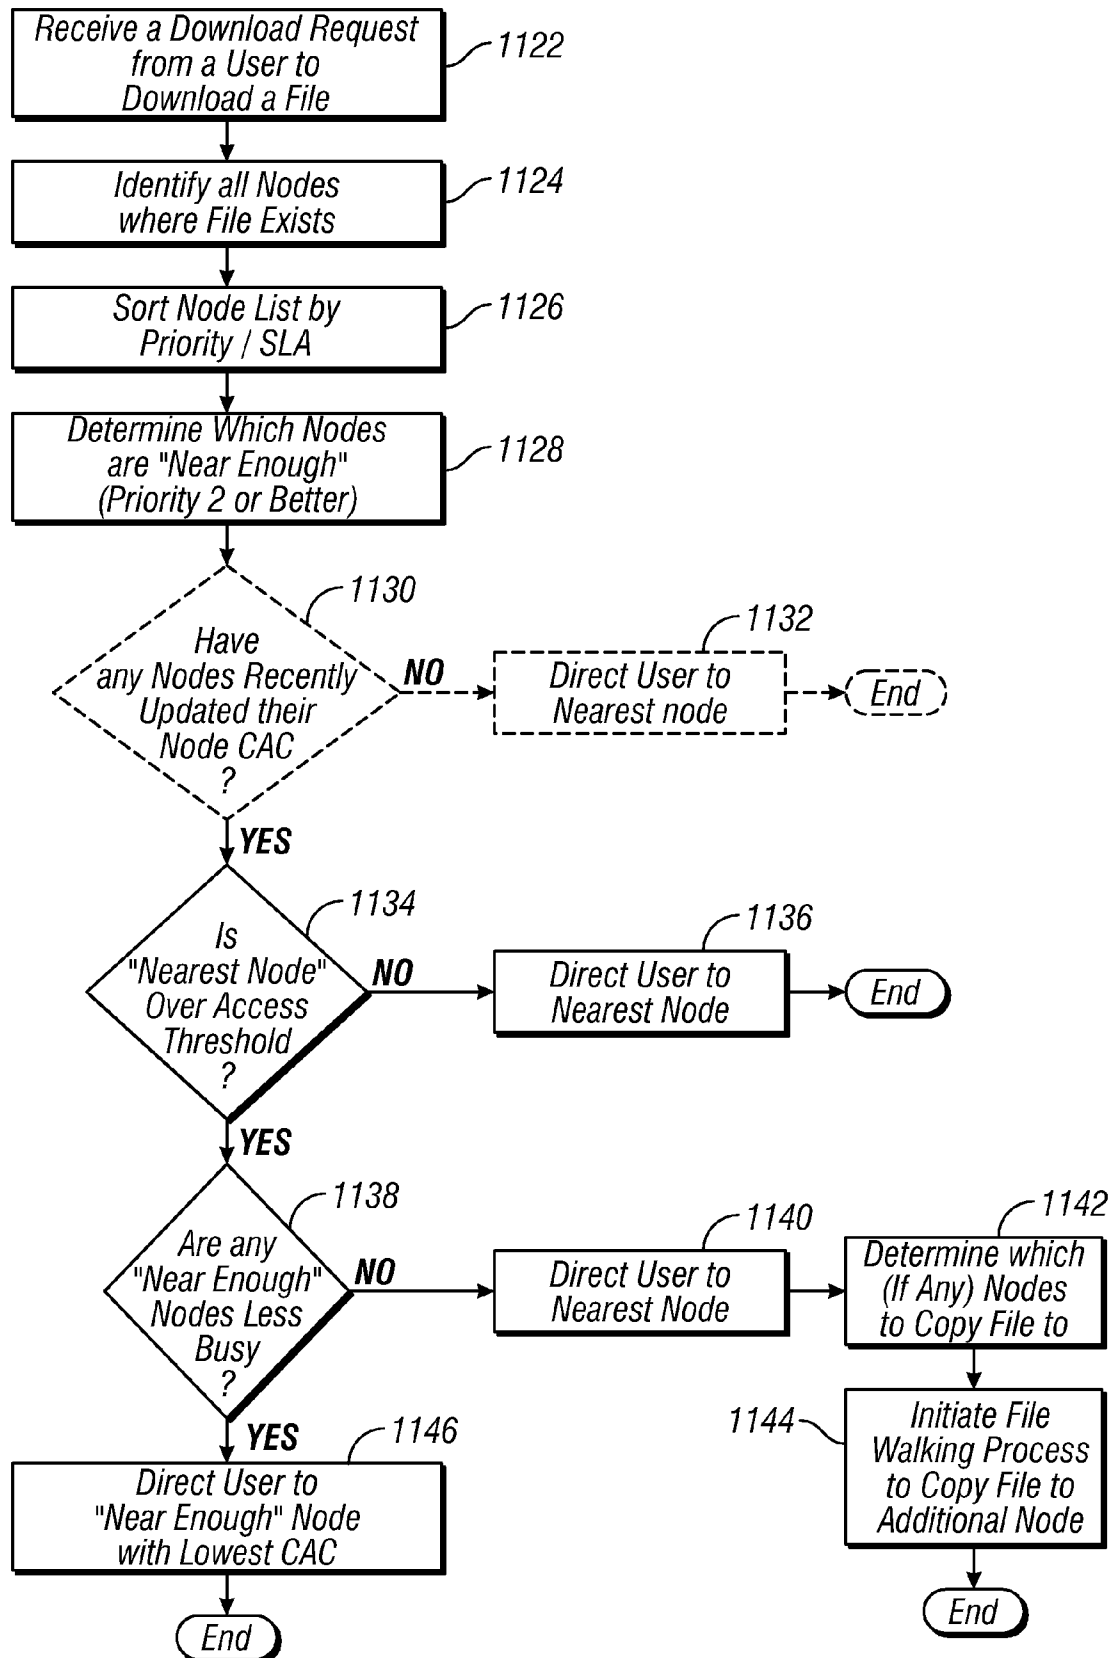 Receive a Download Request
from a User to
Download a File
1122
Identify all Nodes
where File Exists
1124
Sort Node List by
Priority / SLA
1126
Determine Which Nodes
are "Near Enough"
(Priority 2 or Better)
1128
Have
any Nodes Recently
Updated their
Node CAC
?
1130
NO
Direct User to
Nearest node
1132
End
YES
Is
"Nearest Node"
Over Access
Threshold
?
1134
NO
Direct User to
Nearest Node
1136
End
YES
Are any
"Near Enough"
Nodes Less
Busy
?
1138
NO
Direct User to
Nearest Node
1140
Determine which
(If Any) Nodes
to Copy File to
1142
Initiate File
Walking Process
to Copy File to
Additional Node
1144
End
YES
Direct User to
"Near Enough" Node
with Lowest CAC
1146
End